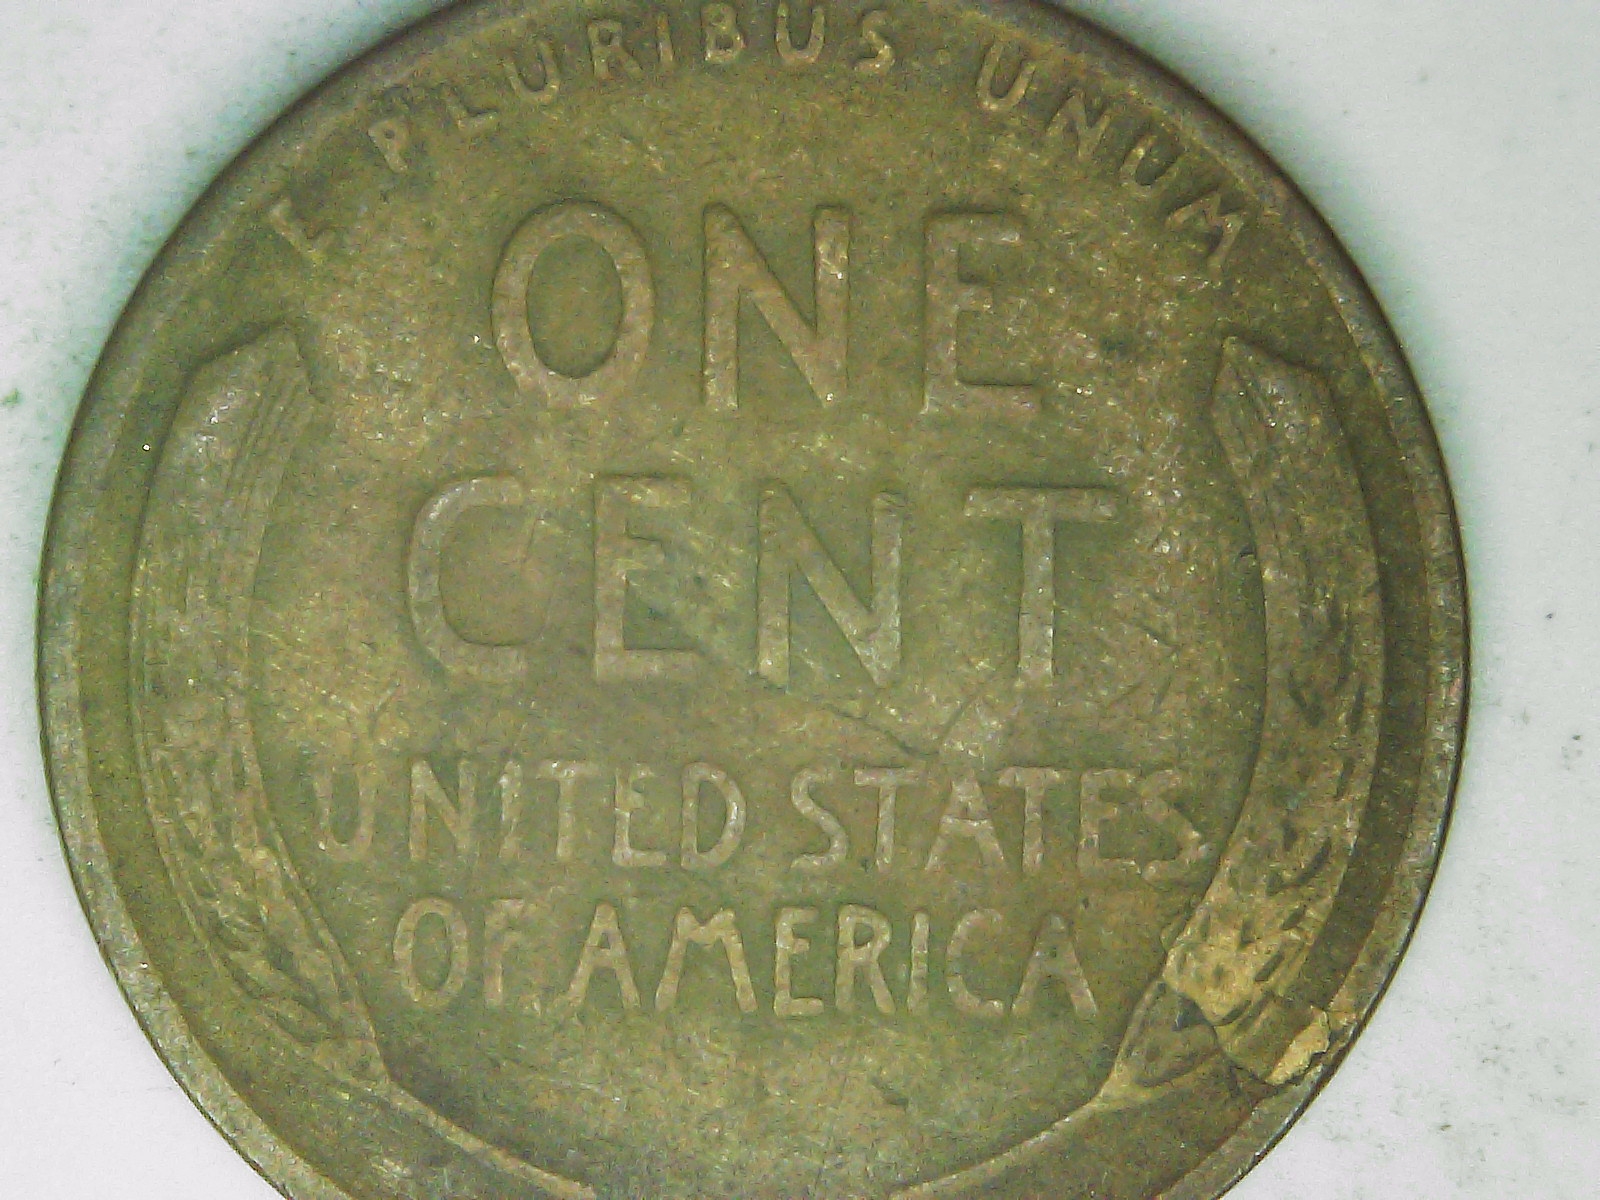 E PLURIBUS · UNUM
ONE
CENT
UNITED STATES
OF AMERICA